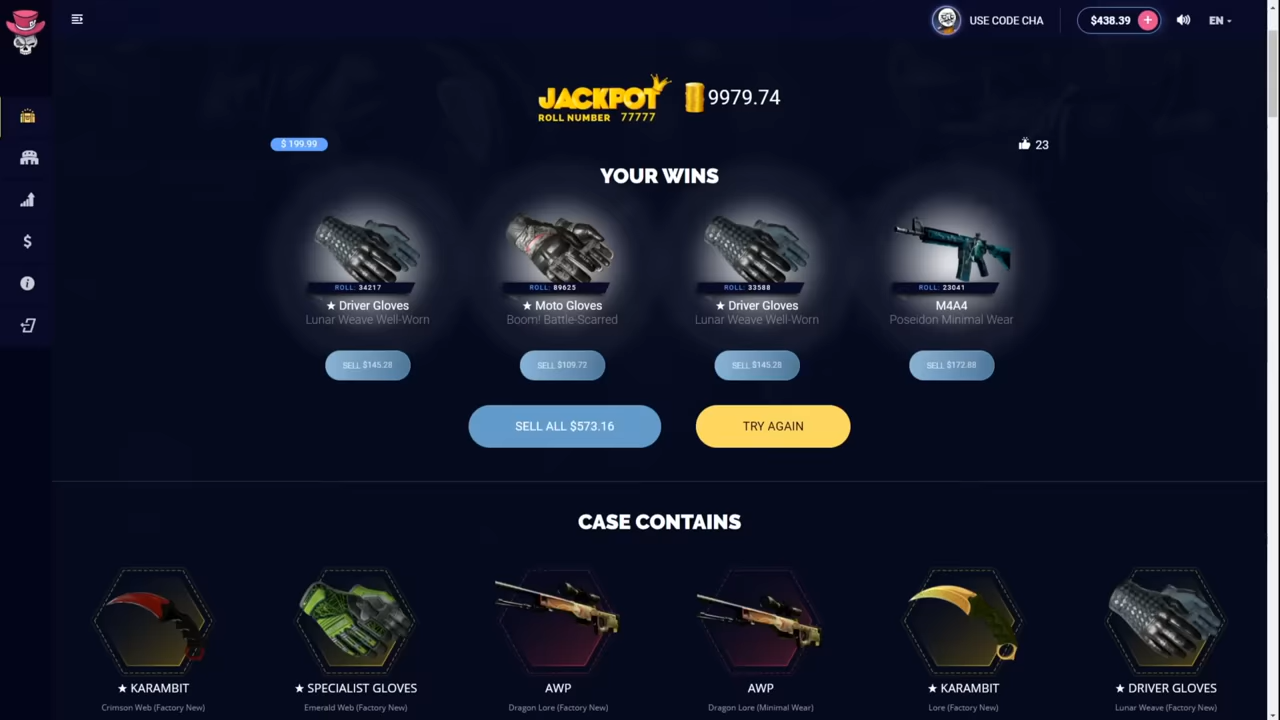 USE CODE CHA
$438.39
EN
JACKPOT
ROLL NUMBER 77777
9979.74
$ 199.99
23
YOUR WINS
ROLL: 34217
ROLL: 89625
ROLL: 33588
ROLL: 23041
★ Driver Gloves
★ Moto Gloves
★ Driver Gloves
M4A4
Lunar Weave Well-Worn
Boom! Battle-Scarred
Lunar Weave Well-Worn
Poseidon Minimal Wear
SELL $145.28
SELL $109.72
SELL $145.28
SELL $172.88
SELL ALL $573.16
TRY AGAIN
CASE CONTAINS
★ KARAMBIT
★ SPECIALIST GLOVES
AWP
AWP
★ KARAMBIT
★ DRIVER GLOVES
Crimson Web (Factory New)
Emerald Web (Factory New)
Dragon Lore (Factory New)
Dragon Lore (Minimal Wear)
Lore (Factory New)
Lunar Weave (Factory New)